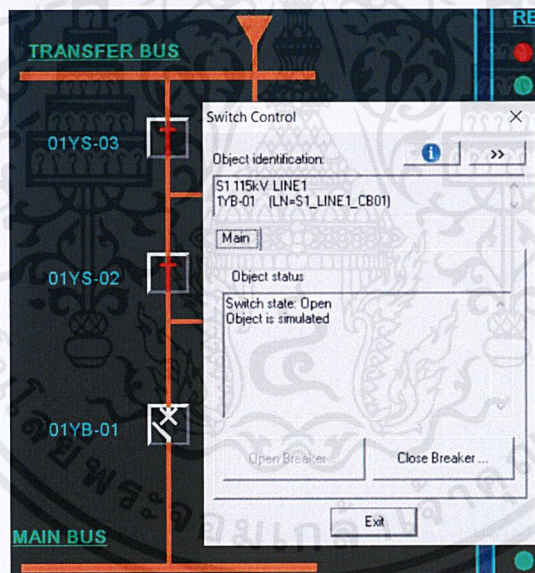 RE
TRANSFER BUS
01YS-03
01YS-02
01YB-01
MAIN BUS
Switch Control
Object identification:
>>
S1 115kV LINE1
1YB-01 (LN=S1_LINE1_CB01)
Main
Object status
Switch state: Open
Object is simulated
Open Breaker
Close Breaker ...
Exit